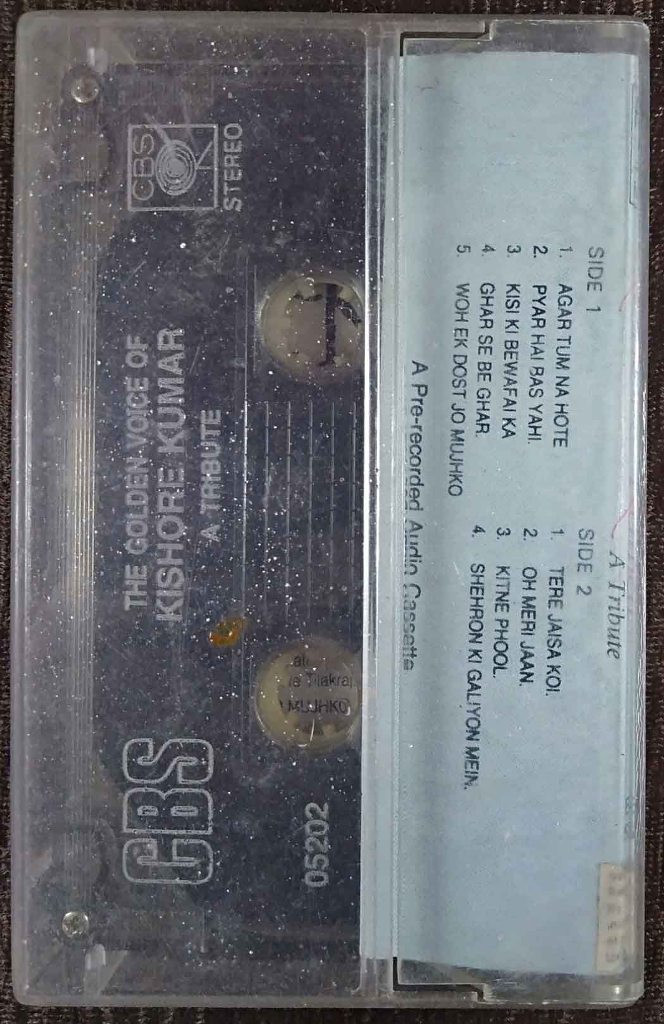 CBS
STEREO
THE GOLDEN VOICE OF
KISHORE KUMAR
A TRIBUTE
CBS
05202
Tilakraj
MUJHKO
A Tribute
SIDE 1
1. AGAR TUM NA HOTE
2. PYAR HAI BAS YAHI.
3. KISI KI BEWAFAI KA
4. GHAR SE BE GHAR.
5. WOH EK DOST JO MUJHKO
SIDE 2
1. TERE JAISA KOI.
2. OH MERI JAAN.
3. KITNE PHOOL.
4. SHEHRON KI GALIYON MEIN.
A Pre-recorded Audio Cassette